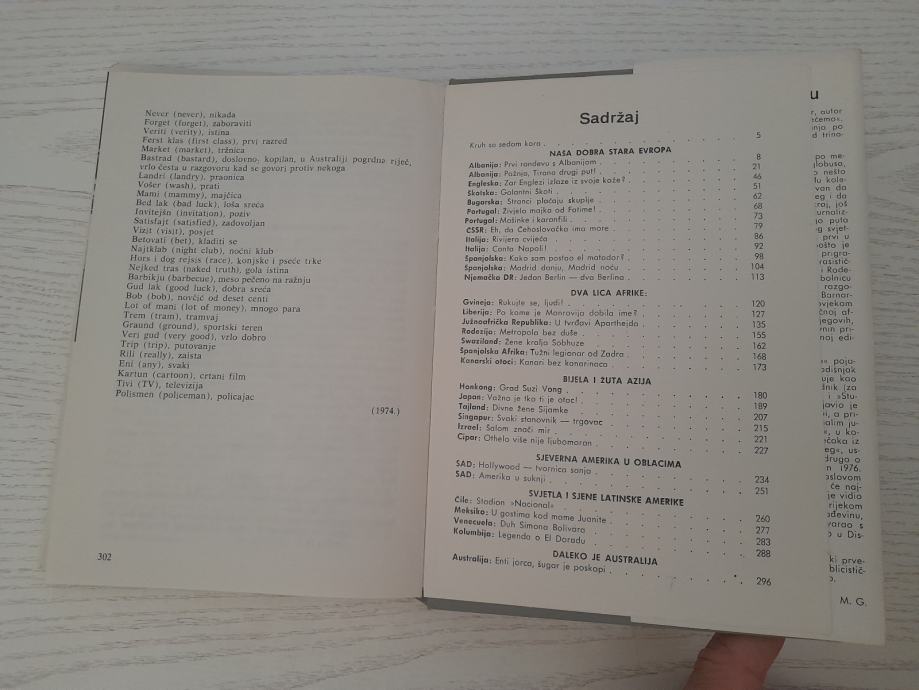 Never (never), nikada
Forget (forget), zaboraviti
Veriti (verity), istina
Ferst klas (first class), prvi razred
Market (market), tržnica
Bastrad (bastard), doslovno: kopilan, u Australiji pogrdna riječ,
vrlo česta u razgovoru kad se govori protiv nekoga
Landri (landry), praonica
Vošer (wash), prati
Mami (mammy), majčica
Bed lak (bad luck), loša sreća
Invitejšn (invitation), poziv
Satisfajt (satisfied), zadovoljan
Vizit (visit), posjet
Betovati (bet), kladiti se
Najtklab (night club), noćni klub
Hors i dog rejsis (race), konjske i pseće trke
Nejked tras (naked truth), gola istina
Barbikju (barbecue), meso pečeno na ražnju
Gud lak (good luck), dobra sreća
Bob (bob), novčić od deset centi
Lot of mani (lot of money), mnogo para
Trem (tram), tramvaj
Graund (ground), sportski teren
Veri gud (very good), vrlo dobro
Trip (trip), putovanje
Rili (really), zaista
Eni (any), svaki
Kartun (cartoon), crtani film
Tivi (TV), televizija
Polismen (policeman), policajac
(1974.)
302
Sadržaj
Kruh sa sedam kora . . . 5
NAŠA DOBRA STARA EVROPA
Albanija: Prvi randevu s Albanijom . . . 8
Albanija: Pažnja, Tirana drugi put! . . . 21
Engleska: Zar Englezi izlaze iz svoje kože? . . . 46
Škotska: Galantni Škoti . . . 51
Bugarska: Stranci plaćaju skuplje . . . 62
Portugal: Živjela majka od Fatime! . . . 68
Portugal: Mašinke i karanfili . . . 73
ČSSR: Eh, da Čehoslovačka ima more . . . 79
Italija: Rivijera cvijeća . . . 86
Italija: Canta Napoli! . . . 92
Španjolska: Kako sam postao el matador? . . . 98
Španjolska: Madrid danju, Madrid noću . . . 104
Njemačka DR: Jedan Berlin — dva Berlina . . . 113
DVA LICA AFRIKE:
Gvineja: Rukujte se, ljudi! . . . 120
Liberija: Po kome je Monrovija dobila ime? . . . 127
Južnoafrička Republika: U tvrđavi Apartheida . . . 135
Rodezija: Metropola bez duše . . . 155
Swaziland: Žene kralja Sobhuze . . . 162
Španjolska Afrika: Tužni legionar od Zadra . . . 168
Kanarski otoci: Kanari bez kanarinaca . . . 173
BIJELA I ŽUTA AZIJA
Honkong: Grad Suzi Vong . . . 180
Japan: Važno je tko ti je otac! . . . 189
Tajland: Divne žene Sijamke . . . 207
Singapur: Svaki stanovnik — trgovac . . . 215
Izrael: Šalom znači mir . . . 221
Cipar: Othelo više nije ljubomoran . . . 227
SJEVERNA AMERIKA U OBLACIMA
SAD: Hollywood — tvornica sanja . . . 234
SAD: Amerika u suknji . . . 251
SVJETLA I SJENE LATINSKE AMERIKE
Čile: Stadion »Nacional« . . . 260
Meksiko: U gostima kod mame Juanite . . . 277
Venecuela: Duh Simona Bolivara . . . 283
Kolumbija: Legenda o El Doradu . . . 288
DALEKO JE AUSTRALIJA
Australija: Enti jorca, šugar je poskopi . . . 296
u
M. G.